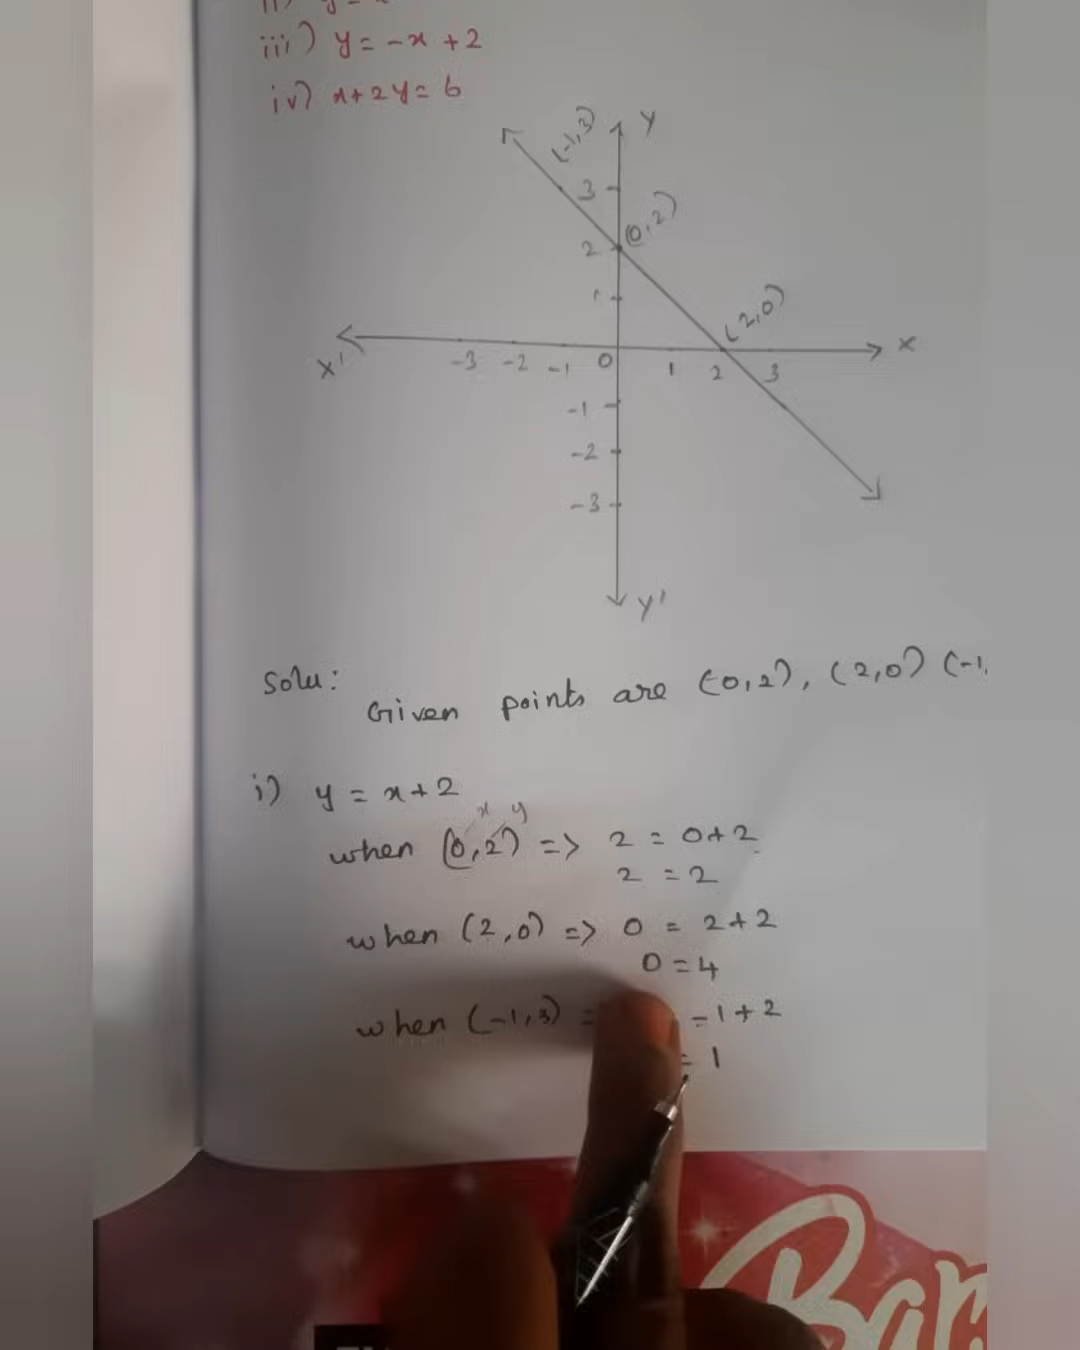 iii) y = -x + 2
iv) x + 2y = 6
(-1,3)
Y
3
(0,2)
2
1
(2,0)
X' -3 -2 -1 0 1 2 3 X
-1
-2
-3
Y'
Solu:
Given points are (0,2), (2,0) (-1,
i) y = x + 2
x y
when (0,2) => 2 = 0+2
2 = 2
when (2,0) => 0 = 2+2
0 = 4
when (-1,3) = -1+2
= 1
Bar